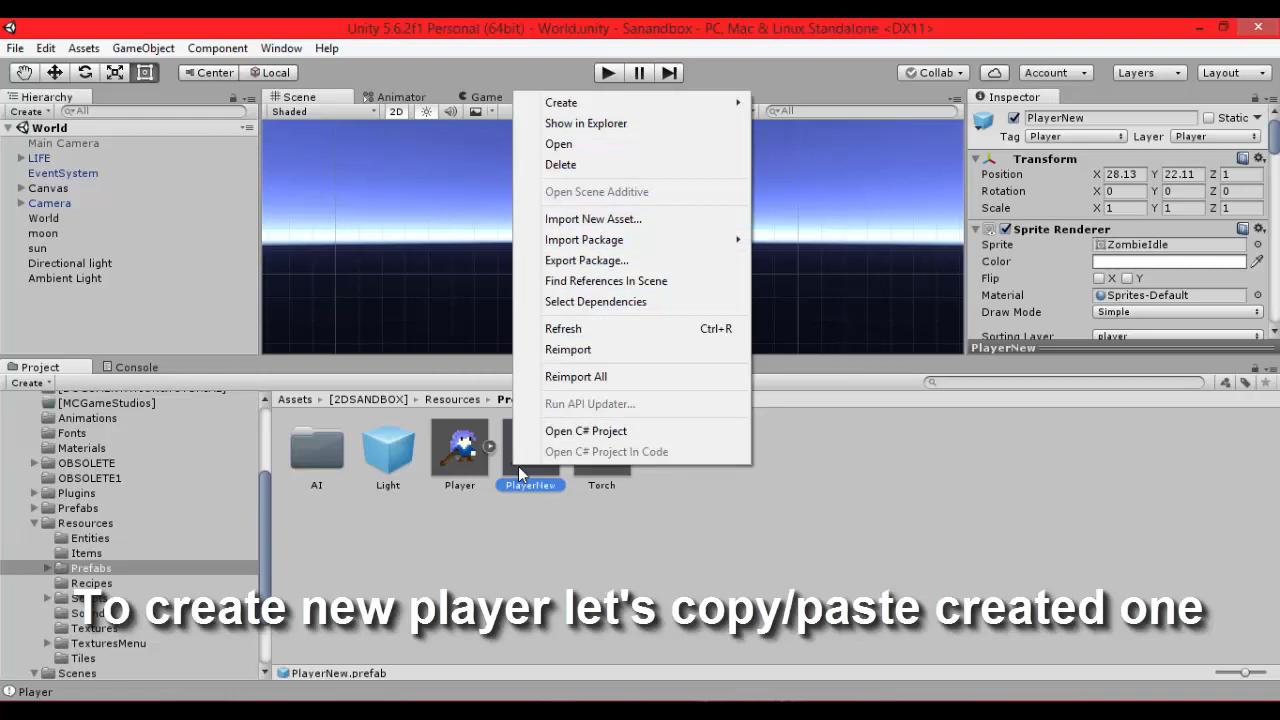 Unity 5.6.2f1 Personal (64bit) - World.unity - Sanandbox - PC, Mac & Linux Standalone <DX11>
File Edit Assets GameObject Component Window Help
Center Local Collab Account Layers Layout
Hierarchy Scene Animator Game Inspector
Create All Shaded 2D All
World
Main Camera
LIFE
EventSystem
Canvas
Camera
World
moon
sun
Directional light
Ambient Light
Create
Show in Explorer
Open
Delete
Open Scene Additive
Import New Asset...
Import Package
Export Package...
Find References In Scene
Select Dependencies
Refresh Ctrl+R
Reimport
Reimport All
Run API Updater...
Open C# Project
Open C# Project In Code
PlayerNew Static
Tag Player Layer Player
Transform
Position X 28.13 Y 22.11 Z 1
Rotation X 0 Y 0 Z 0
Scale X 1 Y 1 Z 1
Sprite Renderer
Sprite ZombieIdle
Color
Flip X Y
Material Sprites-Default
Draw Mode Simple
Sorting Layer player
PlayerNew
Project Console
Create
[MCGameStudios]
Animations
Fonts
Materials
OBSOLETE
OBSOLETE1
Plugins
Prefabs
Resources
Entities
Items
Prefabs
Recipes
Textures
TexturesMenu
Tiles
Scenes
Assets [2DSANDBOX] Resources
AI Light Player PlayerNew Torch
To create new player let's copy/paste created one
PlayerNew.prefab
Player